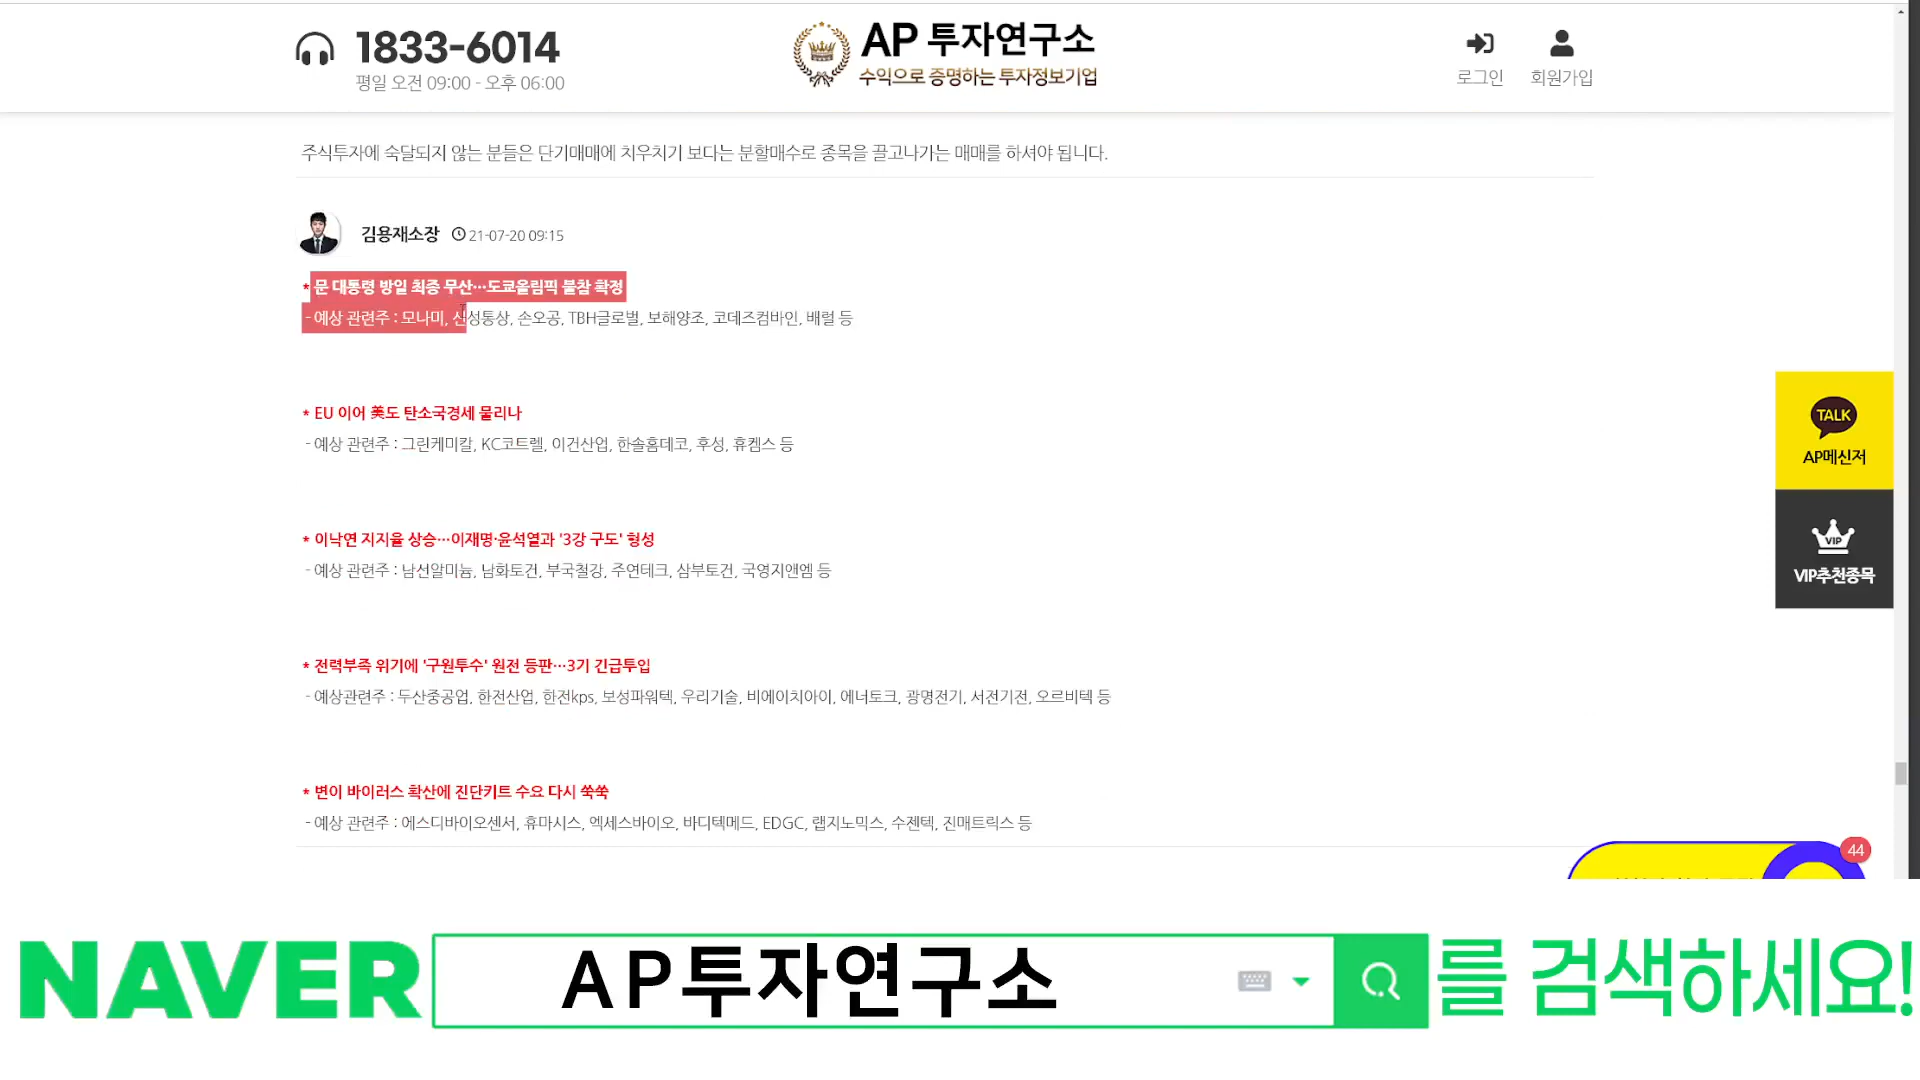 1833-6014
평일 오전 09:00 - 오후 06:00
AP 투자연구소
수익으로 증명하는 투자정보기업
로그인
회원가입
주식투자에 숙달되지 않는 분들은 단기매매에 치우치기 보다는 분할매수로 종목을 끌고나가는 매매를 하셔야 됩니다.
김용재소장 21-07-20 09:15
* 문 대통령 방일 최종 무산…도쿄올림픽 불참 확정
- 예상 관련주 : 모나미, 신성통상, 손오공, TBH글로벌, 보해양조, 코데즈컴바인, 배럴 등
* EU 이어 美도 탄소국경세 물리나
- 예상 관련주 : 그린케미칼, KC코트렐, 이건산업, 한솔홈데코, 후성, 휴켐스 등
* 이낙연 지지율 상승…이재명·윤석열과 '3강 구도' 형성
- 예상 관련주 : 남선알미늄, 남화토건, 부국철강, 주연테크, 삼부토건, 국영지앤엠 등
* 전력부족 위기에 '구원투수' 원전 등판…3기 긴급투입
- 예상관련주 : 두산중공업, 한전산업, 한전kps, 보성파워텍, 우리기술, 비에이치아이, 에너토크, 광명전기, 서전기전, 오르비텍 등
* 변이 바이러스 확산에 진단키트 수요 다시 쑥쑥
- 예상 관련주 : 에스디바이오센서, 휴마시스, 엑세스바이오, 바디텍메드, EDGC, 랩지노믹스, 수젠텍, 진매트릭스 등
TALK
AP메신저
VIP
VIP추천종목
44
NAVER AP투자연구소 를 검색하세요!